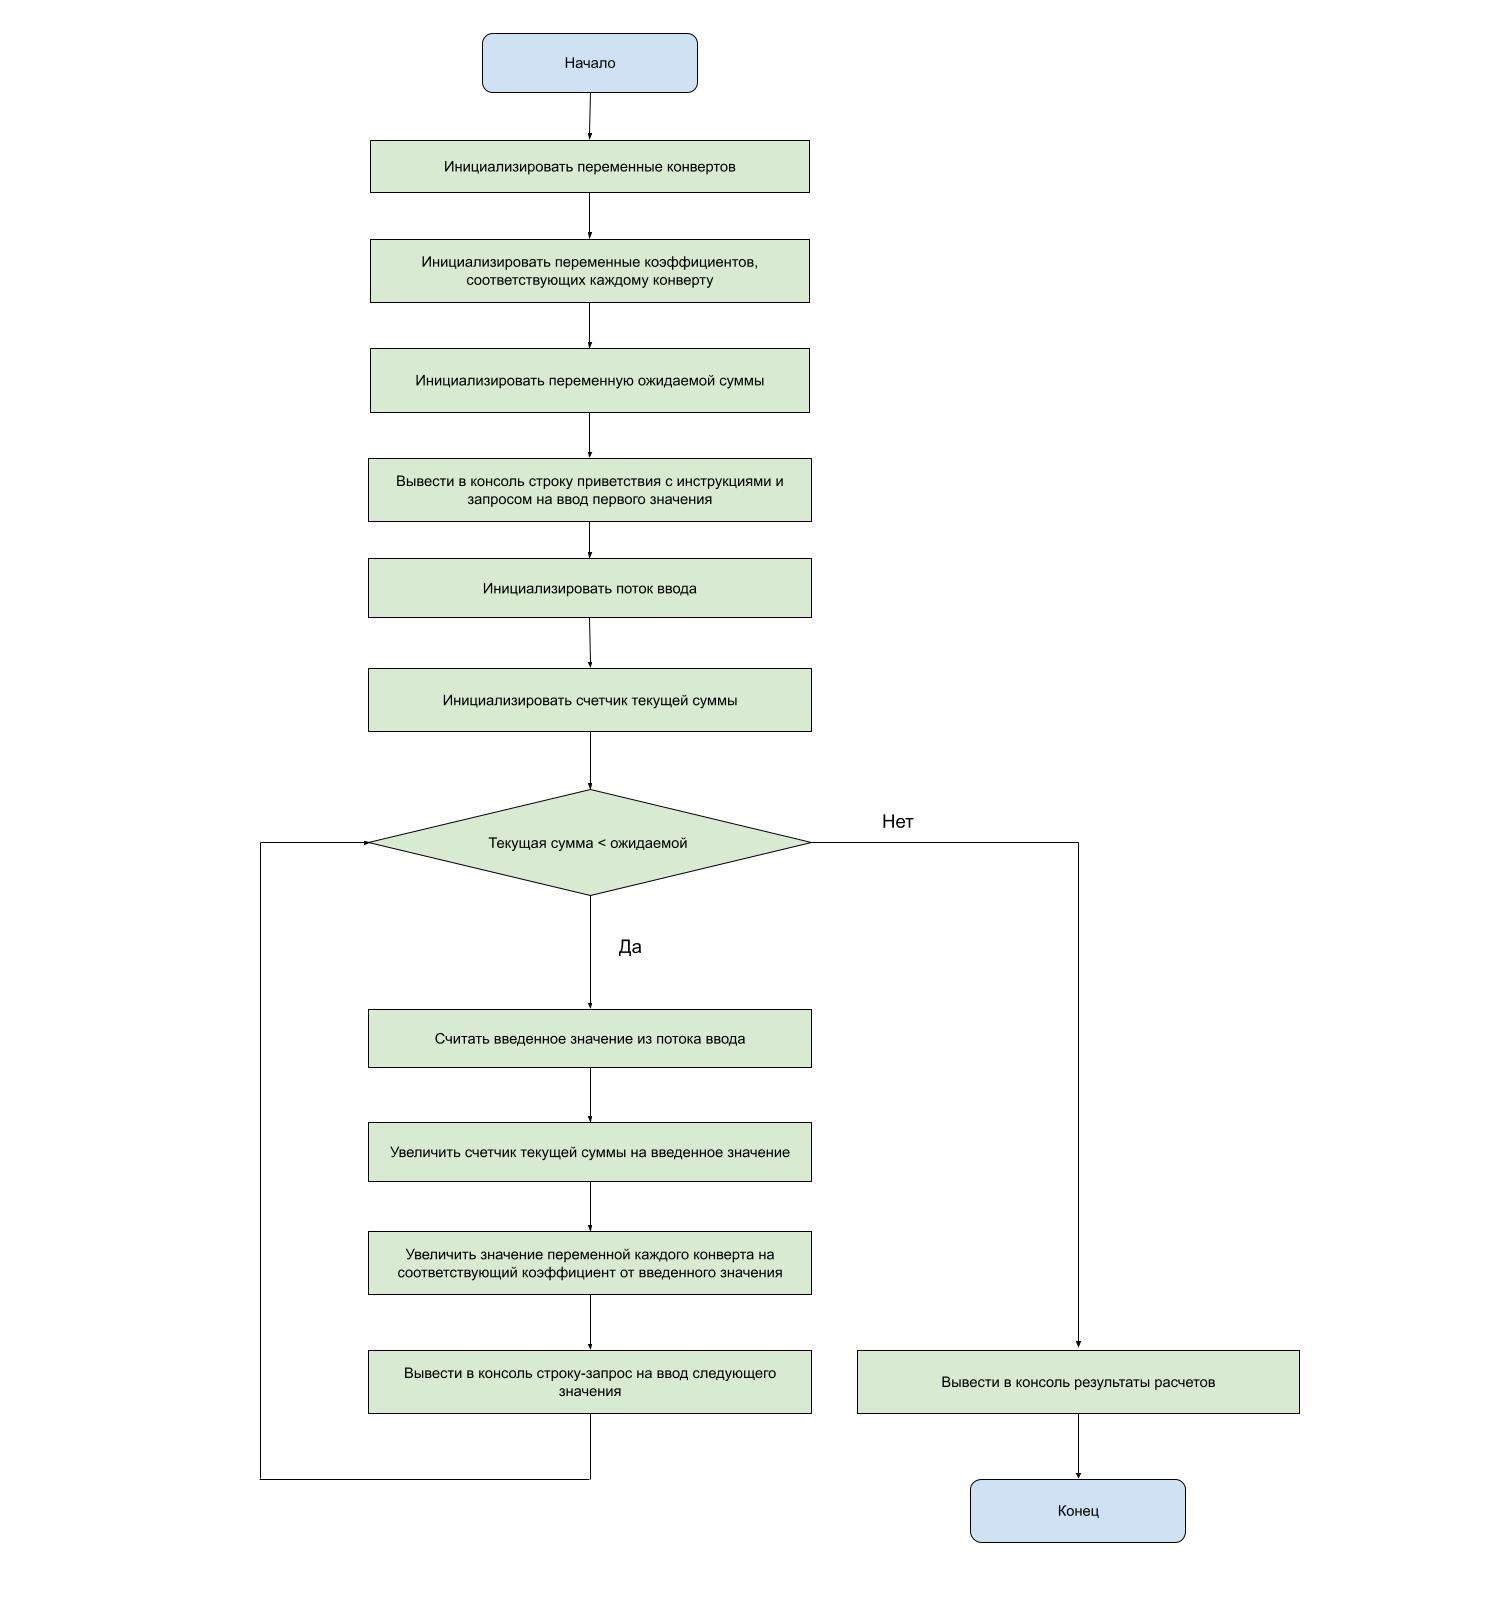 Начало
Инициализировать переменные конвертов
Инициализировать переменные коэффициентов,
соответствующих каждому конверту
Инициализировать переменную ожидаемой суммы
Вывести в консоль строку приветствия с инструкциями и
запросом на ввод первого значения
Инициализировать поток ввода
Инициализировать счетчик текущей суммы
Текущая сумма < ожидаемой
Нет
Да
Считать введенное значение из потока ввода
Увеличить счетчик текущей суммы на введенное значение
Увеличить значение переменной каждого конверта на
соответствующий коэффициент от введенного значения
Вывести в консоль строку-запрос на ввод следующего
значения
Вывести в консоль результаты расчетов
Конец